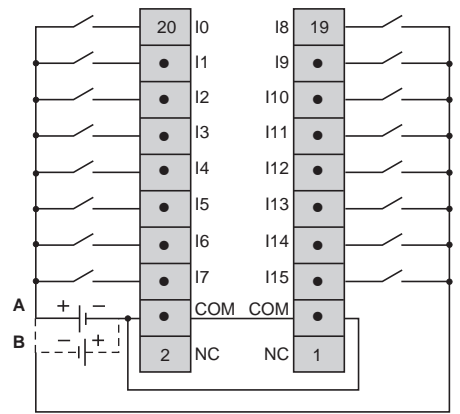 20 I0 I8 19
I1 I9
I2 I10
I3 I11
I4 I12
I5 I13
I6 I14
I7 I15
A + − COM COM
B − + 2 NC NC 1